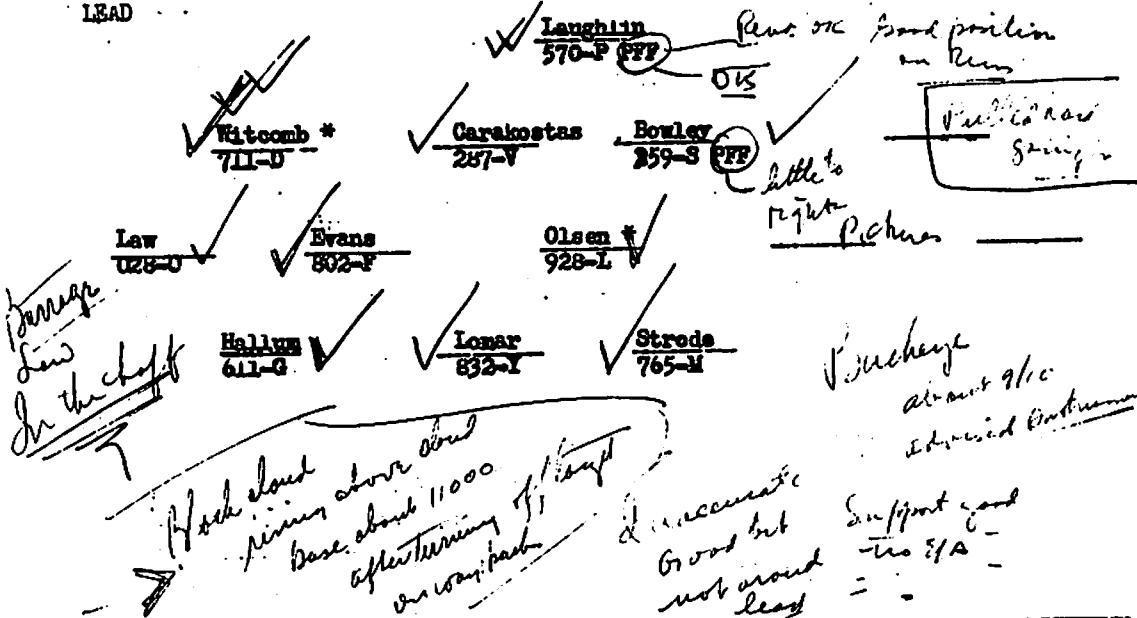 LEAD
Laughlin
570-P PFF
OK
Good position
on Run
Witcomb *
711-D
Carakostas
287-V
Bowley
259-S PFF
little to
right
Pictures
Law
028-O
Evans
802-F
Olsen *
928-L
Barrage
Low
In the chaff
Hallum
611-G
Lomar
832-Y
Strode
765-M
about 9/10
Black cloud
rising above cloud
base about 11000
after turning off target
on way back
Inaccurate
Good but
not around
lead
Support good
- no E/A -